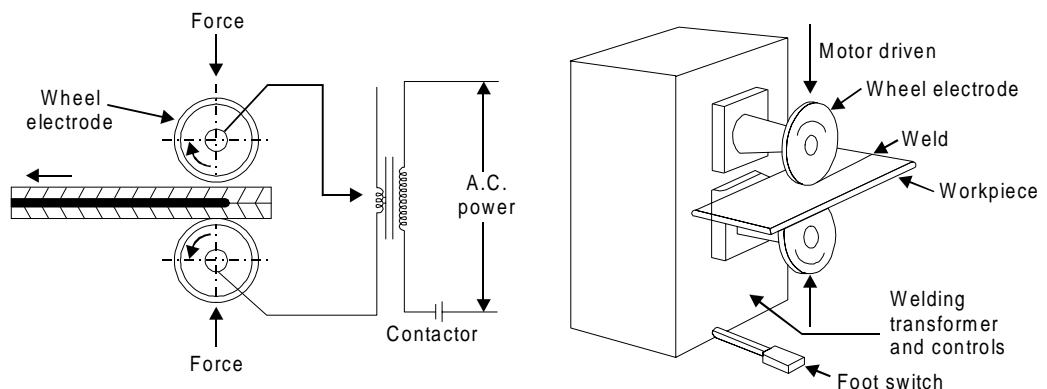 Force
Wheel
electrode
A.C.
power
Contactor
Force
Motor driven
Wheel electrode
Weld
Workpiece
Welding
transformer
and controls
Foot switch